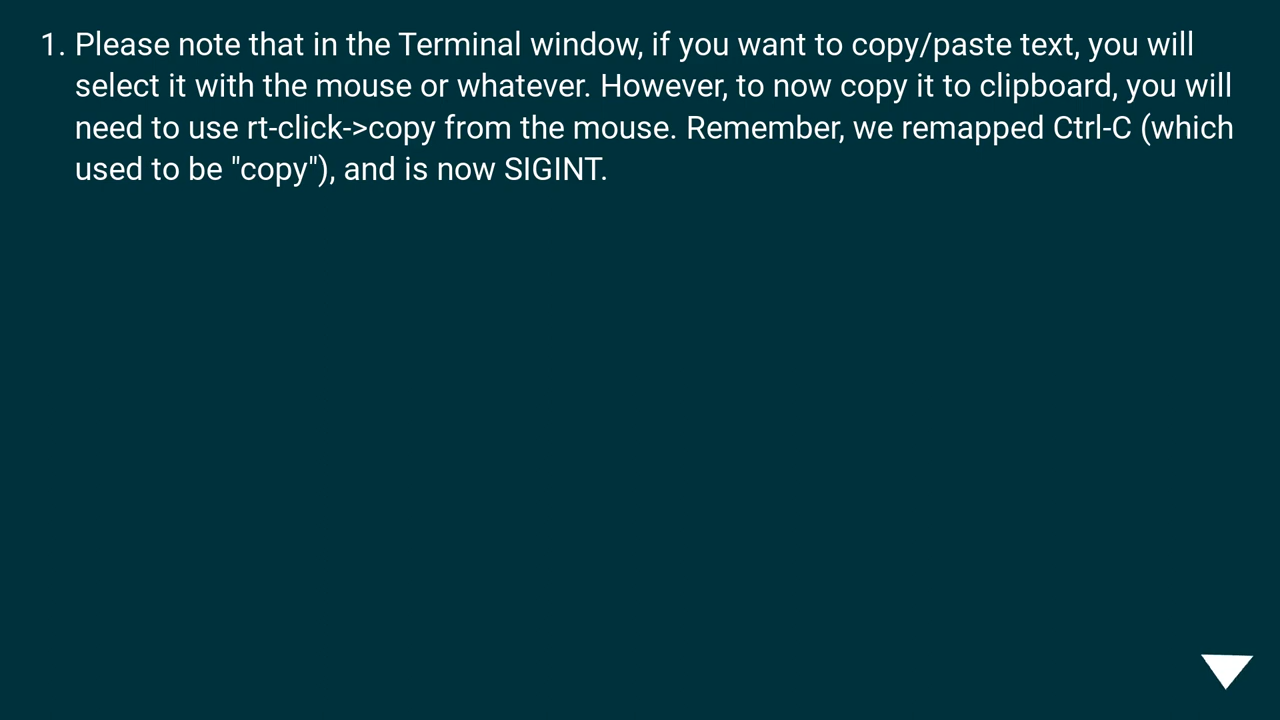 1. Please note that in the Terminal window, if you want to copy/paste text, you will
select it with the mouse or whatever. However, to now copy it to clipboard, you will
need to use rt-click->copy from the mouse. Remember, we remapped Ctrl-C (which
used to be "copy"), and is now SIGINT.